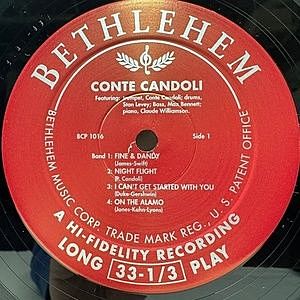 BETHLEHEM
CONTE CANDOLI
Featuring: trumpet, Conte Candoli; drums,
Stan Levey; Bass, Max Bennett;
piano, Claude Williamson.
BCP 1016 Side 1
Band 1: FINE & DANDY
(James-Swift)
2: NIGHT FLIGHT
(P. Candoli)
3: I CAN'T GET STARTED WITH YOU
(Duke-Gershwin)
4: ON THE ALAMO
(Jones-Kahn-Lyons)
BETHLEHEM MUSIC CORP. TRADE MARK REG., U.S. PATENT OFFICE
A HI-FIDELITY RECORDING
LONG 33-1/3 PLAY